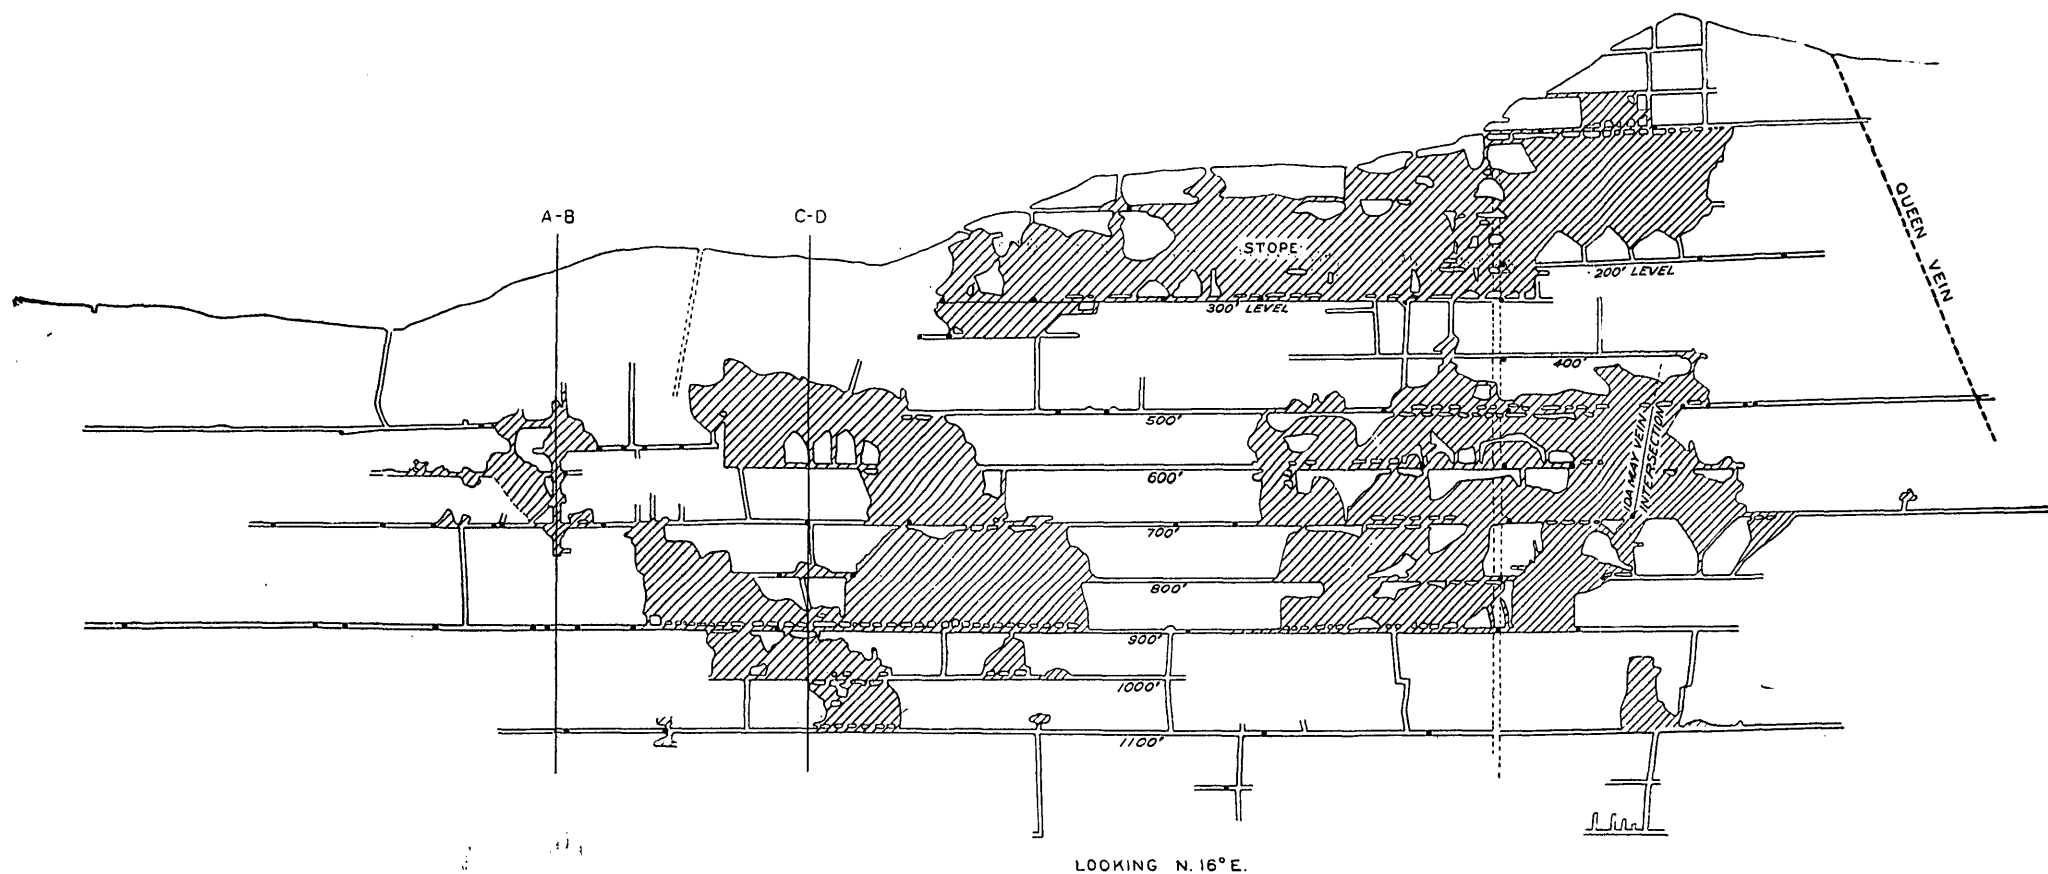 A-B
C-D
QUEEN VEIN
STOPE
200' LEVEL
300' LEVEL
400'
500'
600'
IDA MAY VEIN
INTERSECTION
700'
800'
900'
1000'
1100'
LOOKING N. 16° E.